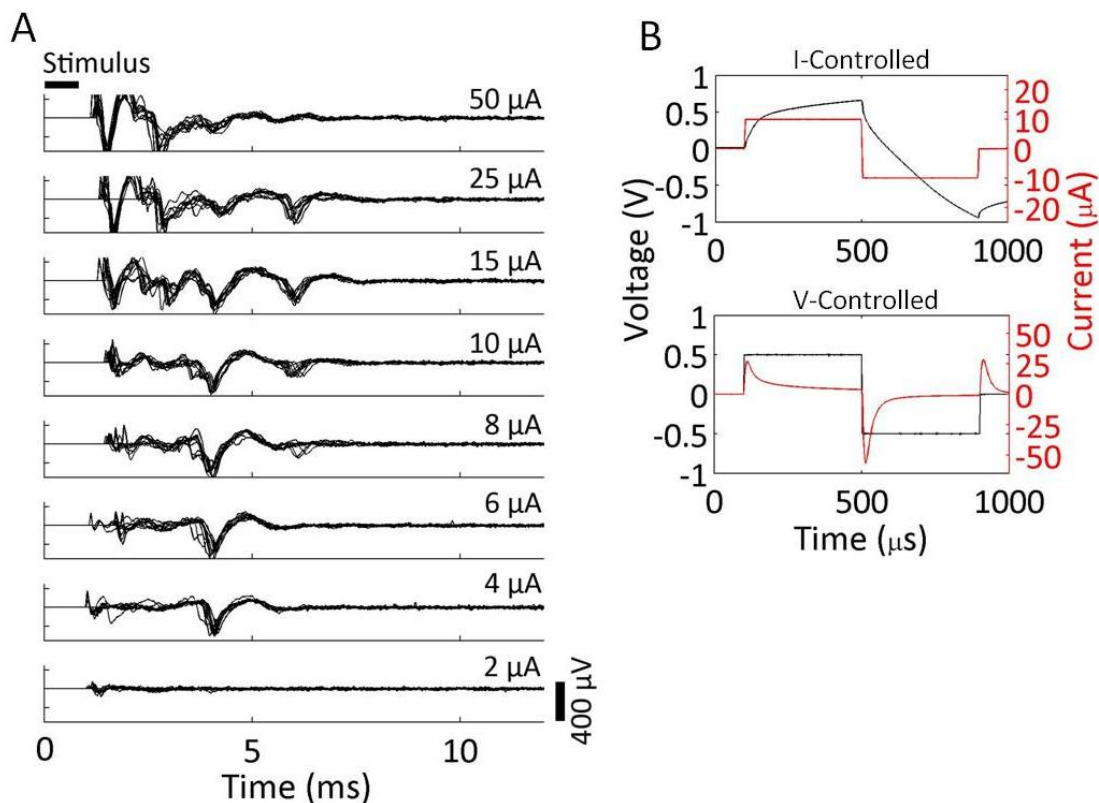 A
Stimulus
50 μA
25 μA
15 μA
10 μA
8 μA
6 μA
4 μA
2 μA
400 μV
0 5 10
Time (ms)
B
I-Controlled
1
0.5
0
-0.5
-1
20
10
0
-10
-20
0 500 1000
V-Controlled
1
0.5
0
-0.5
-1
50
25
0
-25
-50
0 500 1000
Time (μs)
Voltage (V)
Current (μA)